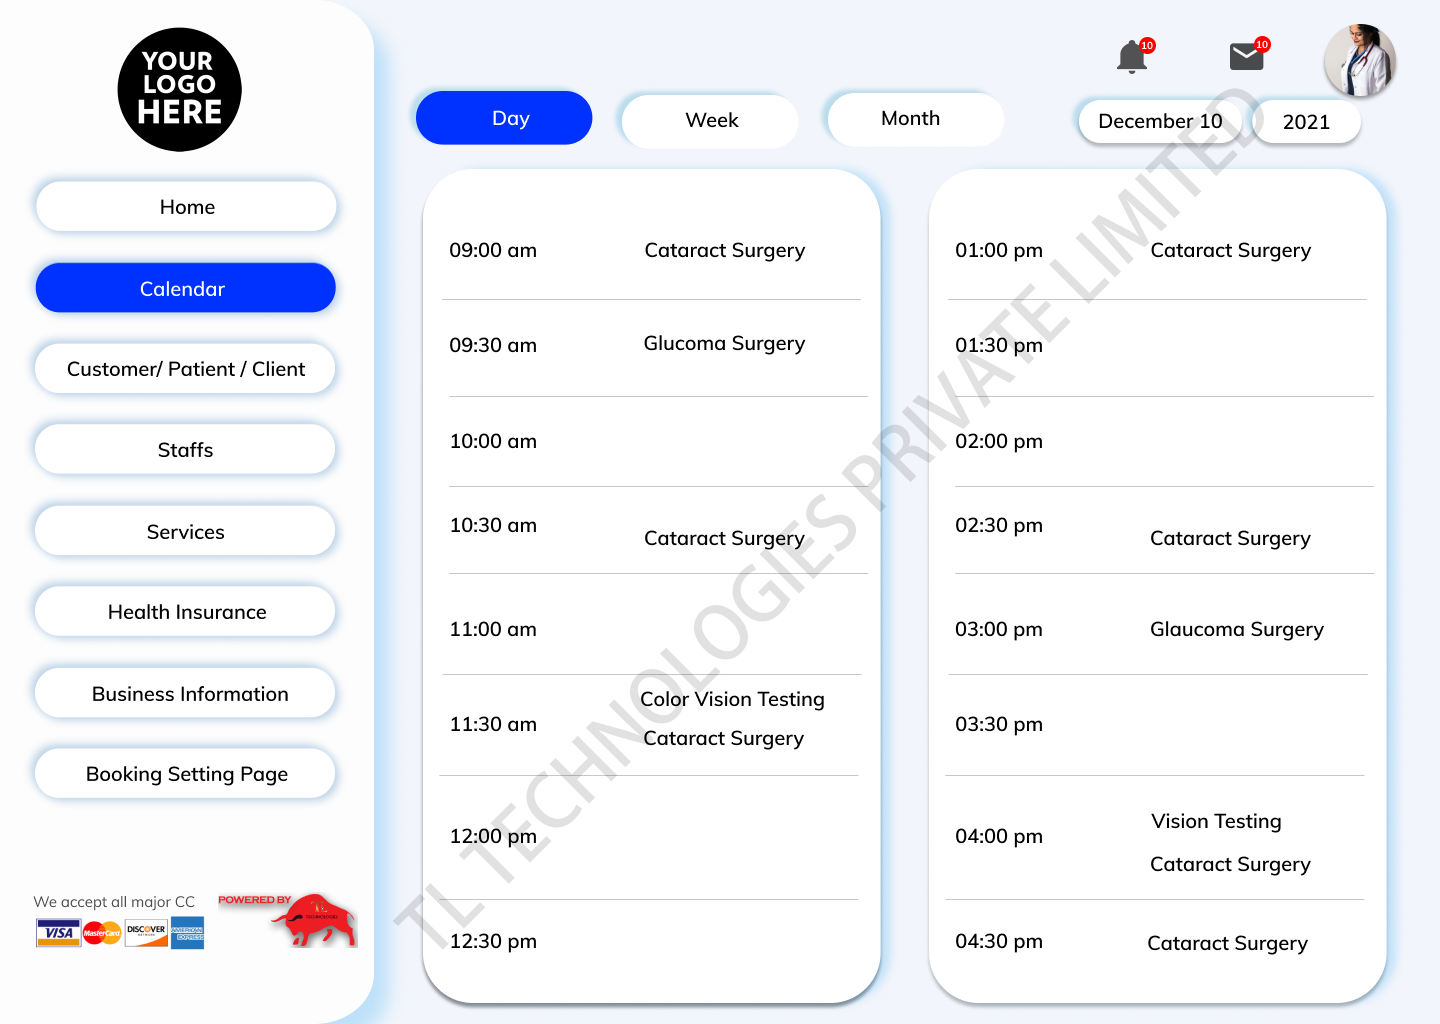 YOUR
LOGO
HERE
Home
Calendar
Customer/ Patient / Client
Staffs
Services
Health Insurance
Business Information
Booking Setting Page
We accept all major CC
VISA
MasterCard
DISCOVER
NETWORK
AMERICAN
EXPRESS
POWERED BY
TL
TECHNOLOGIES
10
10
Day
Week
Month
December 10
2021
09:00 am
Cataract Surgery
09:30 am
Glucoma Surgery
10:00 am
10:30 am
Cataract Surgery
11:00 am
11:30 am
Color Vision Testing
Cataract Surgery
12:00 pm
12:30 pm
01:00 pm
Cataract Surgery
01:30 pm
02:00 pm
02:30 pm
Cataract Surgery
03:00 pm
Glaucoma Surgery
03:30 pm
04:00 pm
Vision Testing
Cataract Surgery
04:30 pm
Cataract Surgery
TL TECHNOLOGIES PRIVATE LIMITED